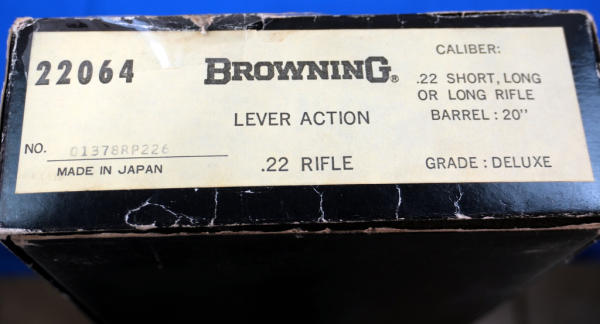 22064
BROWNING®
LEVER ACTION
NO. 01378RP226
MADE IN JAPAN
.22 RIFLE
CALIBER:
.22 SHORT, LONG
OR LONG RIFLE
BARREL: 20"
GRADE: DELUXE